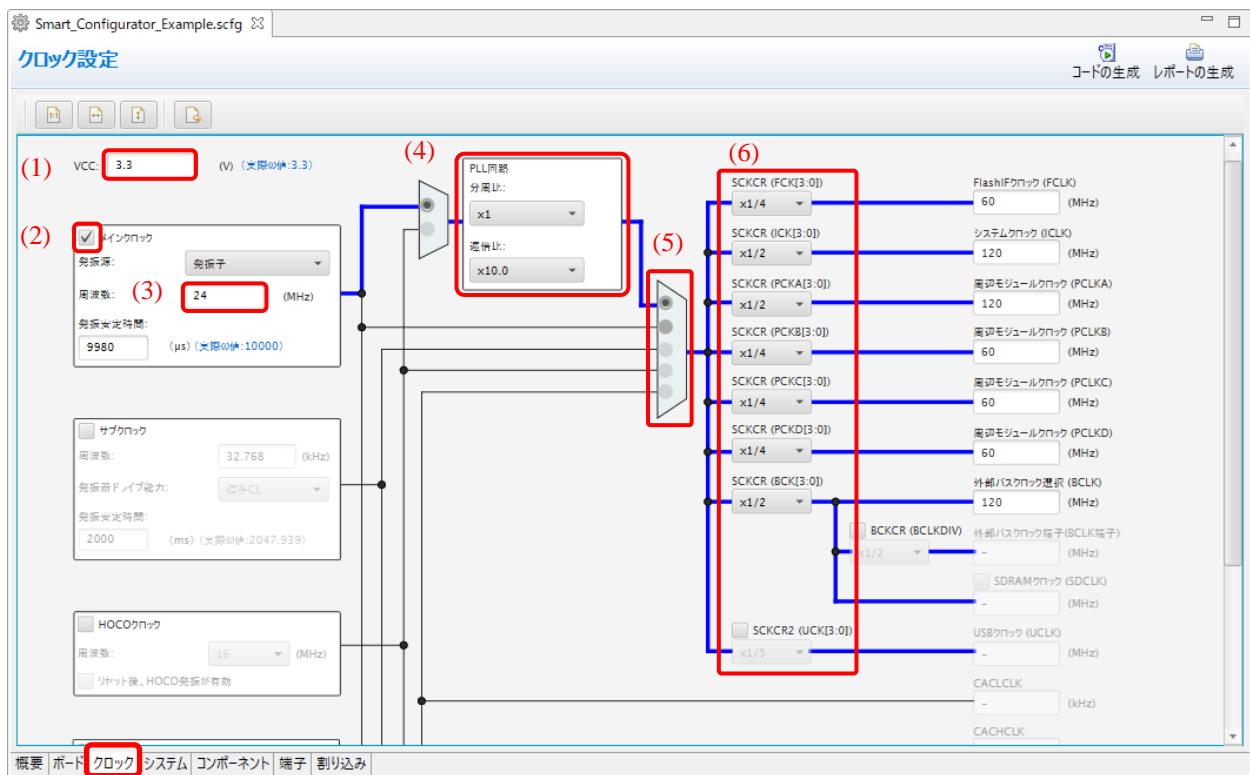 Smart_Configurator_Example.scfg
クロック設定
コードの生成 レポートの生成
1:1
(1) VCC: 3.3 (V) (実際の値:3.3)
(2) メインクロック
発振源: 発振子
周波数: (3) 24 (MHz)
発振安定時間:
9980 (μs) (実際の値:10000)
サブクロック
周波数: 32.768 (kHz)
発振器ドライブ能力: 標準CL
発振安定時間:
2000 (ms) (実際の値:2047.939)
HOCOクロック
周波数: 16 (MHz)
リセット後、HOCO発振が有効
(4)
PLL回路
分周比:
x1
逓倍比:
x10.0
(5)
(6)
SCKCR (FCK[3:0]) FlashIFクロック (FCLK)
x1/4 60 (MHz)
SCKCR (ICK[3:0]) システムクロック (ICLK)
x1/2 120 (MHz)
SCKCR (PCKA[3:0]) 周辺モジュールクロック (PCLKA)
x1/2 120 (MHz)
SCKCR (PCKB[3:0]) 周辺モジュールクロック (PCLKB)
x1/4 60 (MHz)
SCKCR (PCKC[3:0]) 周辺モジュールクロック (PCLKC)
x1/4 60 (MHz)
SCKCR (PCKD[3:0]) 周辺モジュールクロック (PCLKD)
x1/4 60 (MHz)
SCKCR (BCK[3:0]) 外部バスクロック選択 (BCLK)
x1/2 120 (MHz)
BCKCR (BCLKDIV) 外部バスクロック端子(BCLK端子)
x1/2 - (MHz)
SDRAMクロック (SDCLK)
- (MHz)
SCKCR2 (UCK[3:0]) USBクロック (UCLK)
x1/5 - (MHz)
CACLCLK
- (kHz)
CACHCLK
概要 ボード クロック システム コンポーネント 端子 割り込み